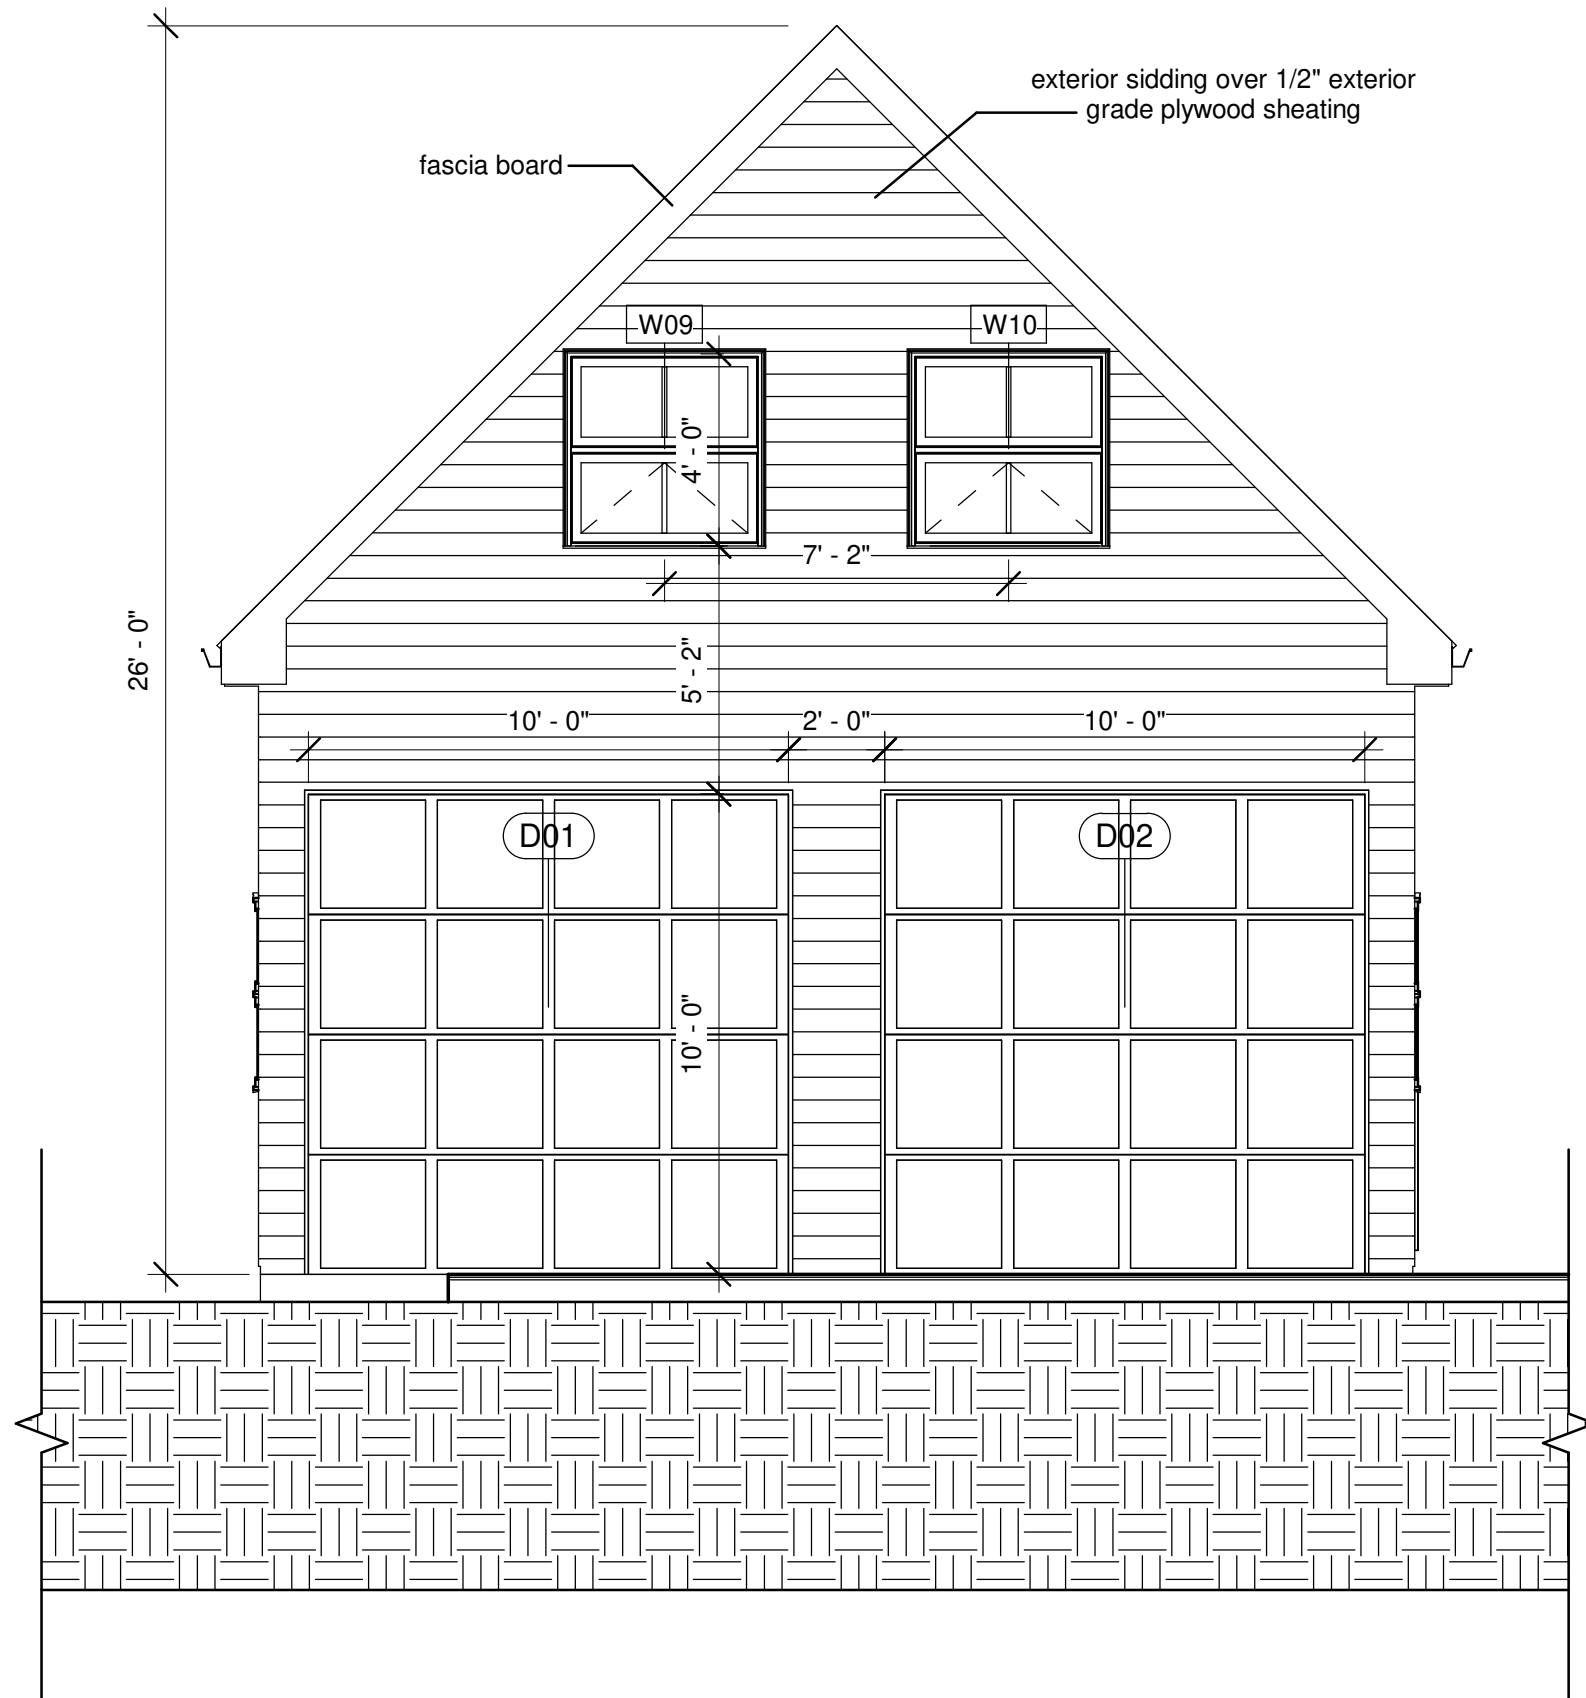 exterior sidding over 1/2" exterior
grade plywood sheating
fascia board
W09
W10
4' - 0"
7' - 2"
26' - 0"
5' - 2"
10' - 0"
2' - 0"
10' - 0"
D01
D02
10' - 0"